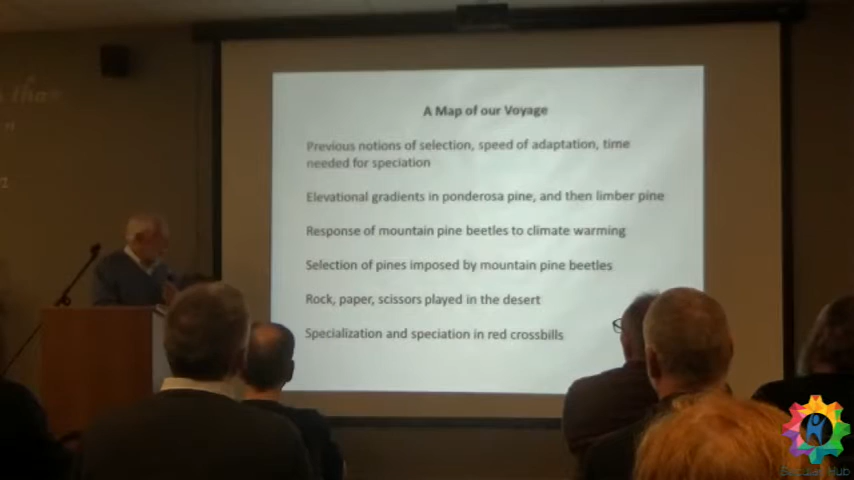 A Map of our Voyage
Previous notions of selection, speed of adaptation, time
needed for speciation
Elevational gradients in ponderosa pine, and then limber pine
Response of mountain pine beetles to climate warming
Selection of pines imposed by mountain pine beetles
Rock, paper, scissors played in the desert
Specialization and speciation in red crossbills
Secular Hub